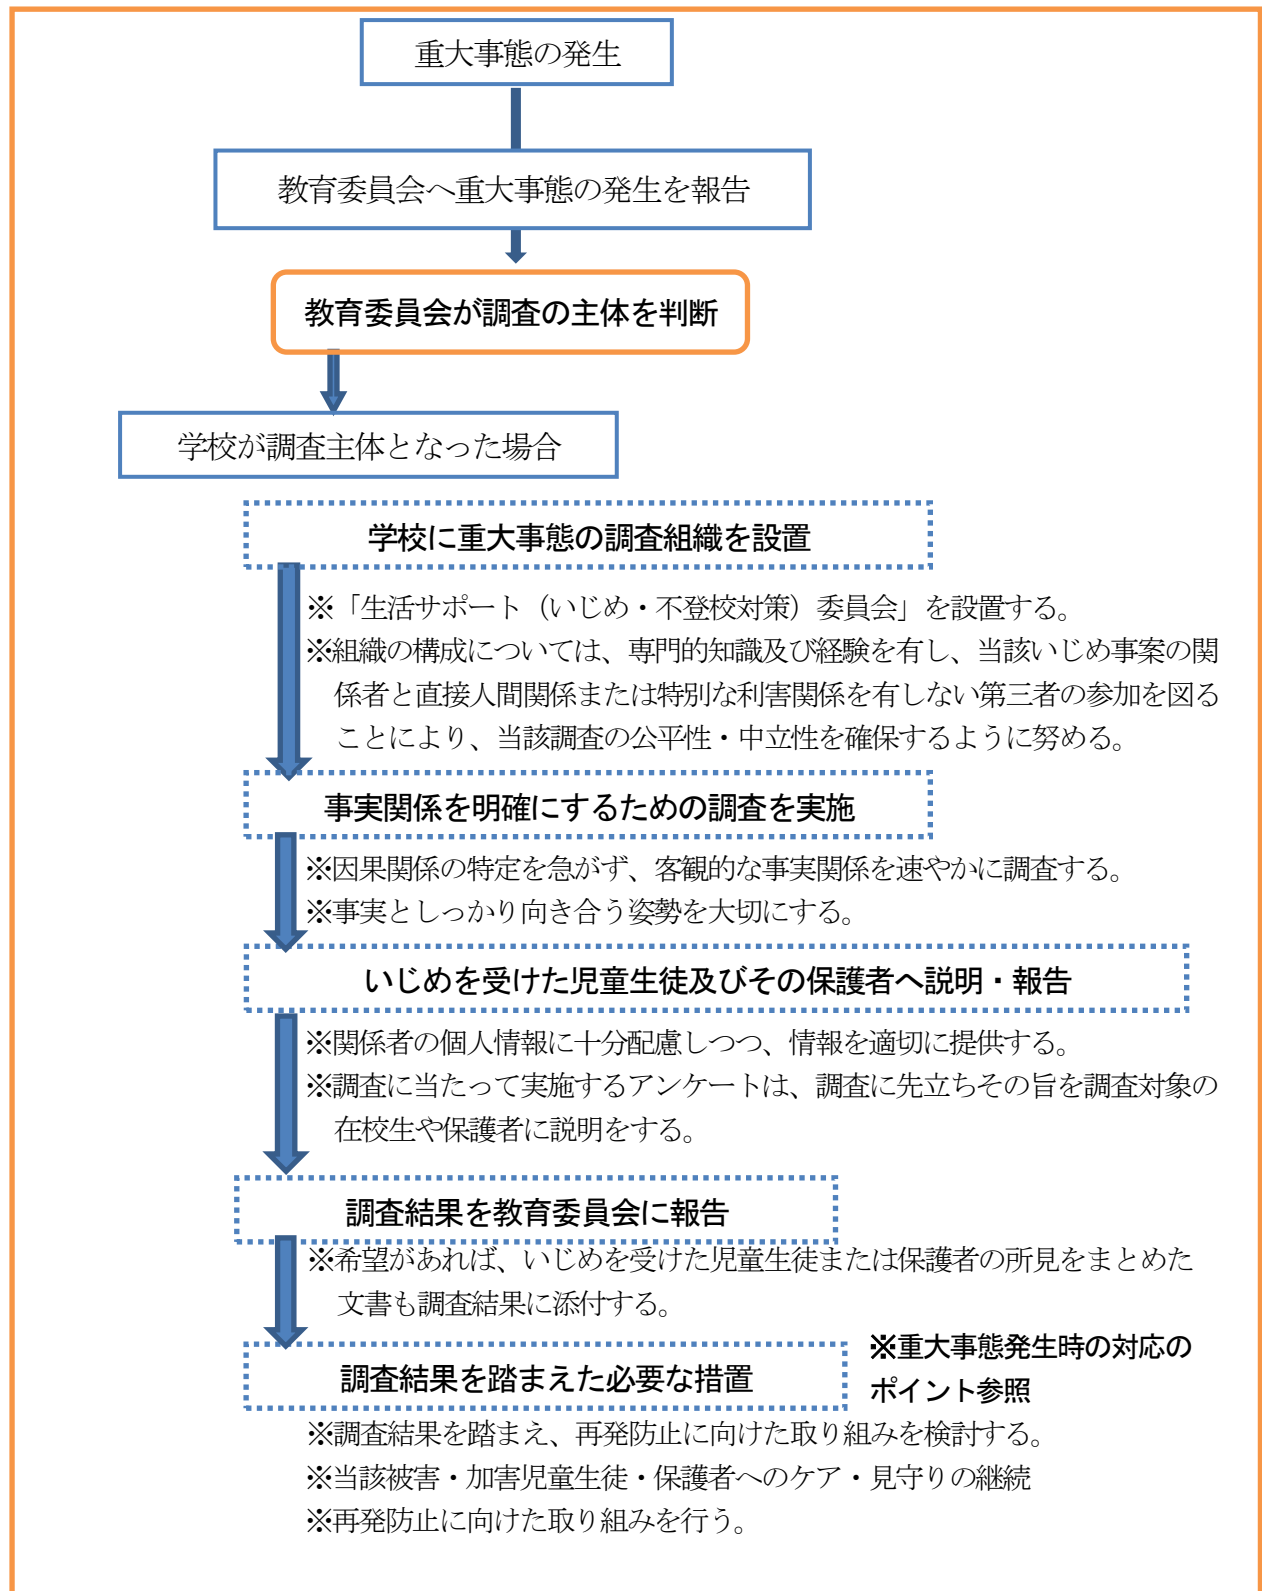 重大事態の発生
教育委員会へ重大事態の発生を報告
教育委員会が調査の主体を判断
学校が調査主体となった場合
学校に重大事態の調査組織を設置
※「生活サポート（いじめ・不登校対策）委員会」を設置する。
※組織の構成については、専門的知識及び経験を有し、当該いじめ事案の関
係者と直接人間関係または特別な利害関係を有しない第三者の参加を図る
ことにより、当該調査の公平性・中立性を確保するように努める。
事実関係を明確にするための調査を実施
※因果関係の特定を急がず、客観的な事実関係を速やかに調査する。
※事実としっかり向き合う姿勢を大切にする。
いじめを受けた児童生徒及びその保護者へ説明・報告
※関係者の個人情報に十分配慮しつつ、情報を適切に提供する。
※調査に当たって実施するアンケートは、調査に先立ちその旨を調査対象の
在校生や保護者に説明をする。
調査結果を教育委員会に報告
※希望があれば、いじめを受けた児童生徒または保護者の所見をまとめた
文書も調査結果に添付する。
調査結果を踏まえた必要な措置
※重大事態発生時の対応の
ポイント参照
※調査結果を踏まえ、再発防止に向けた取り組みを検討する。
※当該被害・加害児童生徒・保護者へのケア・見守りの継続
※再発防止に向けた取り組みを行う。